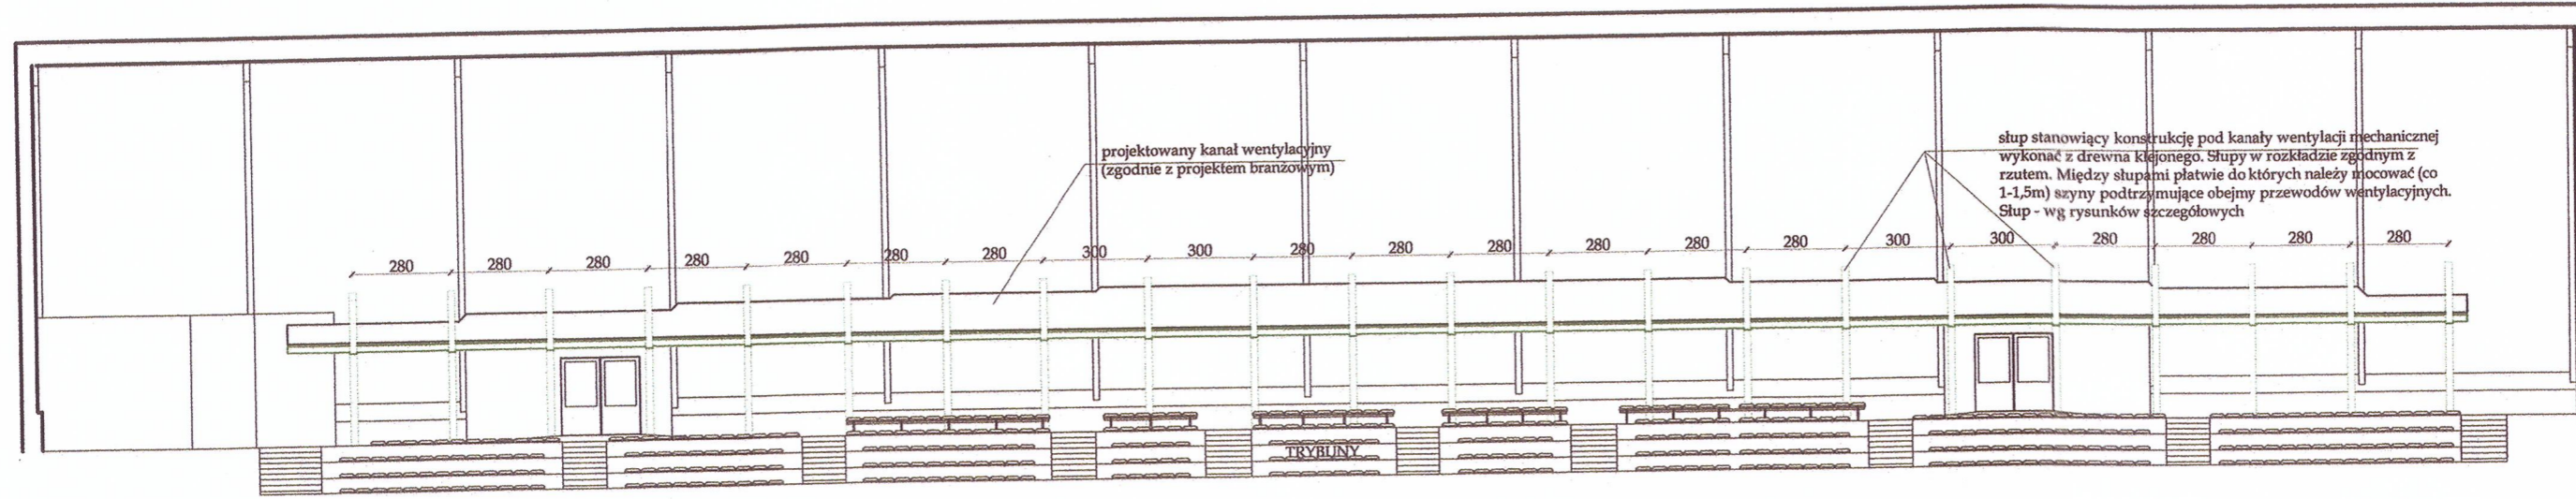 projektowany kanał wentylacyjny
(zgodnie z projektem branżowym)
słup stanowiący konstrukcję pod kanały wentylacji mechanicznej
wykonać z drewna klejonego. Słupy w rozkładzie zgodnym z
rzutem. Między słupami płatwie do których należy mocować (co
1-1,5m) szyny podtrzymujące obejmy przewodów wentylacyjnych.
Słup - wg rysunków szczegółowych
280 280 280 280 280 280 280 300 300 280 280 280 280 280 280 300 300 280 280 280 280
TRYBUNY